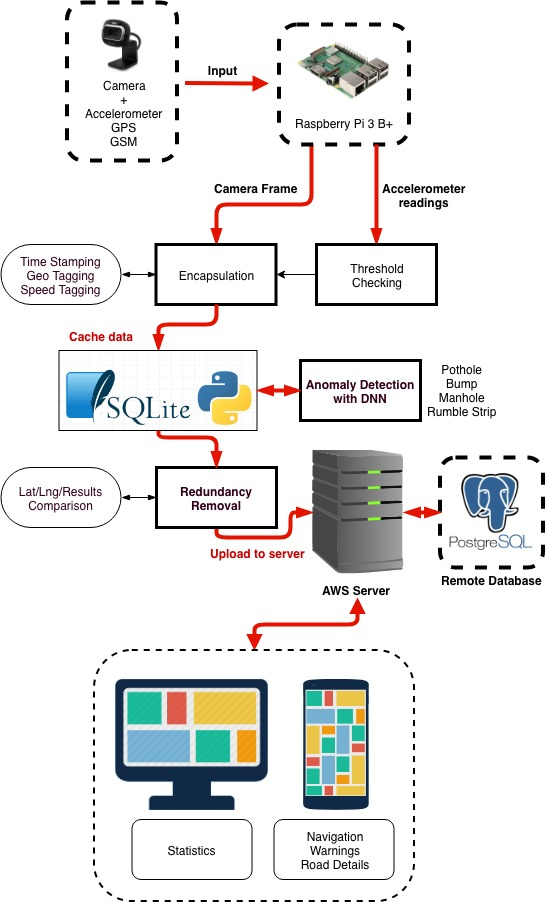 Camera
+
Accelerometer
GPS
GSM
Input
Raspberry Pi 3 B+
Camera Frame
Accelerometer
readings
Time Stamping
Geo Tagging
Speed Tagging
Encapsulation
Threshold
Checking
Cache data
SQLite
Anomaly Detection
with DNN
Pothole
Bump
Manhole
Rumble Strip
Lat/Lng/Results
Comparison
Redundancy
Removal
Upload to server
AWS Server
PostgreSQL
Remote Database
Statistics
Navigation
Warnings
Road Details